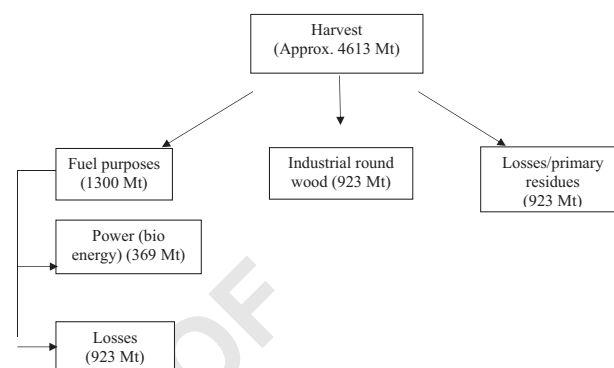 Harvest
(Approx. 4613 Mt)
Fuel purposes
(1300 Mt)
Industrial round
wood (923 Mt)
Losses/primary
residues
(923 Mt)
Power (bio
energy) (369 Mt)
Losses
(923 Mt)
OF